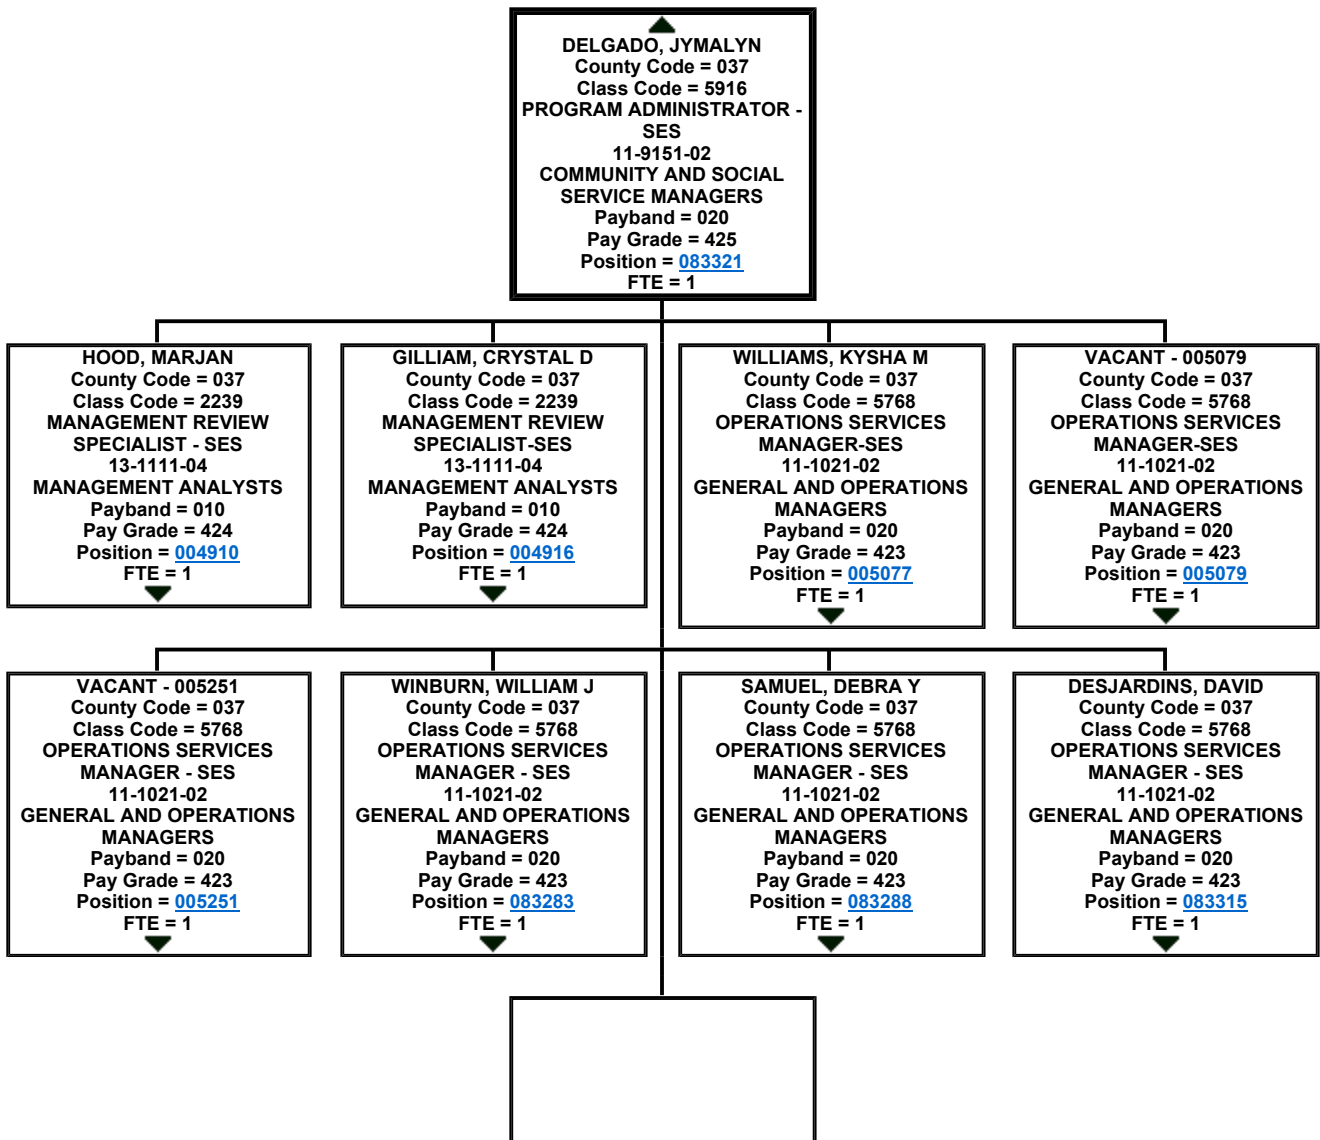 DELGADO, JYMALYN
County Code = 037
Class Code = 5916
PROGRAM ADMINISTRATOR -
SES
11-9151-02
COMMUNITY AND SOCIAL
SERVICE MANAGERS
Payband = 020
Pay Grade = 425
Position = 083321
FTE = 1
HOOD, MARJAN
County Code = 037
Class Code = 2239
MANAGEMENT REVIEW
SPECIALIST - SES
13-1111-04
MANAGEMENT ANALYSTS
Payband = 010
Pay Grade = 424
Position = 004910
FTE = 1
GILLIAM, CRYSTAL D
County Code = 037
Class Code = 2239
MANAGEMENT REVIEW
SPECIALIST-SES
13-1111-04
MANAGEMENT ANALYSTS
Payband = 010
Pay Grade = 424
Position = 004916
FTE = 1
WILLIAMS, KYSHA M
County Code = 037
Class Code = 5768
OPERATIONS SERVICES
MANAGER-SES
11-1021-02
GENERAL AND OPERATIONS
MANAGERS
Payband = 020
Pay Grade = 423
Position = 005077
FTE = 1
VACANT - 005079
County Code = 037
Class Code = 5768
OPERATIONS SERVICES
MANAGER-SES
11-1021-02
GENERAL AND OPERATIONS
MANAGERS
Payband = 020
Pay Grade = 423
Position = 005079
FTE = 1
VACANT - 005251
County Code = 037
Class Code = 5768
OPERATIONS SERVICES
MANAGER - SES
11-1021-02
GENERAL AND OPERATIONS
MANAGERS
Payband = 020
Pay Grade = 423
Position = 005251
FTE = 1
WINBURN, WILLIAM J
County Code = 037
Class Code = 5768
OPERATIONS SERVICES
MANAGER - SES
11-1021-02
GENERAL AND OPERATIONS
MANAGERS
Payband = 020
Pay Grade = 423
Position = 083283
FTE = 1
SAMUEL, DEBRA Y
County Code = 037
Class Code = 5768
OPERATIONS SERVICES
MANAGER - SES
11-1021-02
GENERAL AND OPERATIONS
MANAGERS
Payband = 020
Pay Grade = 423
Position = 083288
FTE = 1
DESJARDINS, DAVID
County Code = 037
Class Code = 5768
OPERATIONS SERVICES
MANAGER - SES
11-1021-02
GENERAL AND OPERATIONS
MANAGERS
Payband = 020
Pay Grade = 423
Position = 083315
FTE = 1